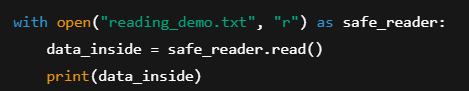 with open("reading_demo.txt", "r") as safe_reader:
    data_inside = safe_reader.read()
    print(data_inside)